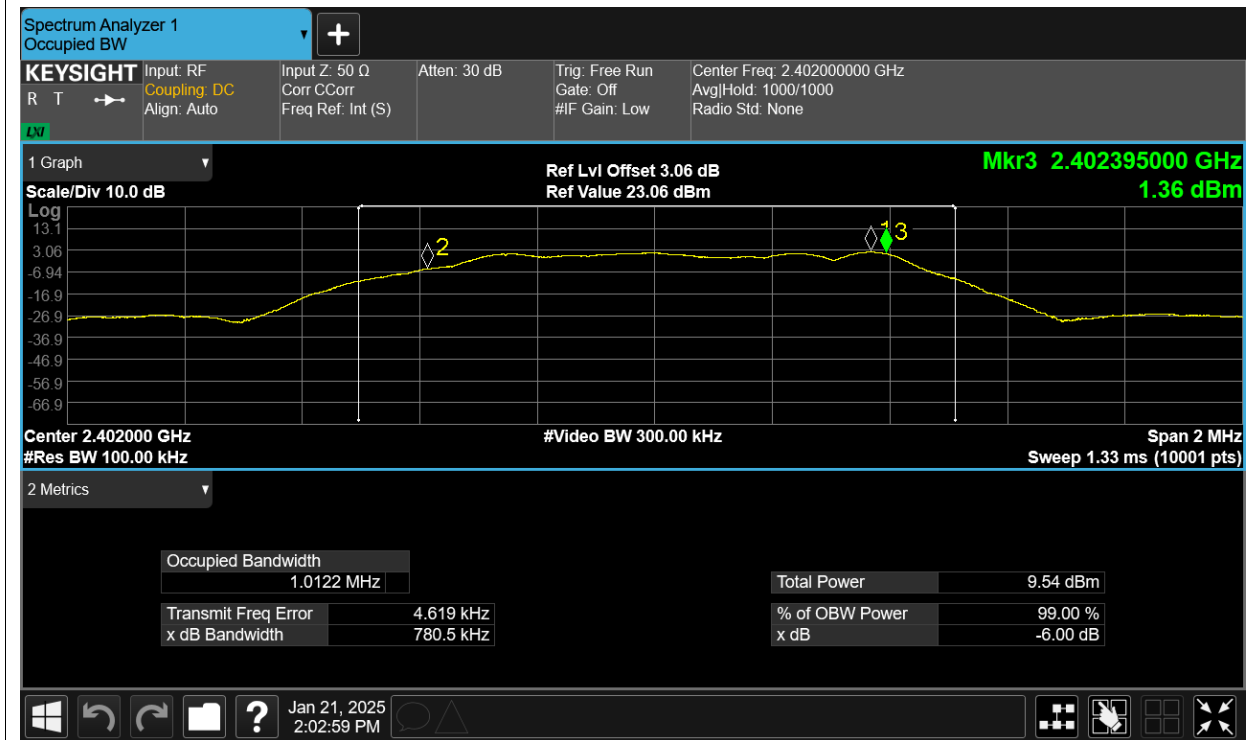 Spectrum Analyzer 1
Occupied BW
KEYSIGHT
R T
LXI
Input: RF
Coupling: DC
Align: Auto
Input Z: 50 Ω
Corr CCorr
Freq Ref: Int (S)
Atten: 30 dB
Trig: Free Run
Gate: Off
#IF Gain: Low
Center Freq: 2.402000000 GHz
Avg|Hold: 1000/1000
Radio Std: None
1 Graph
Scale/Div 10.0 dB
Ref Lvl Offset 3.06 dB
Ref Value 23.06 dBm
Mkr3 2.402395000 GHz
1.36 dBm
Log
13.1
3.06
-6.94
-16.9
-26.9
-36.9
-46.9
-56.9
-66.9
2
1
3
Center 2.402000 GHz
#Res BW 100.00 kHz
#Video BW 300.00 kHz
Span 2 MHz
Sweep 1.33 ms (10001 pts)
2 Metrics
Occupied Bandwidth
1.0122 MHz
Transmit Freq Error 4.619 kHz
x dB Bandwidth 780.5 kHz
Total Power 9.54 dBm
% of OBW Power 99.00 %
x dB -6.00 dB
?
Jan 21, 2025
2:02:59 PM